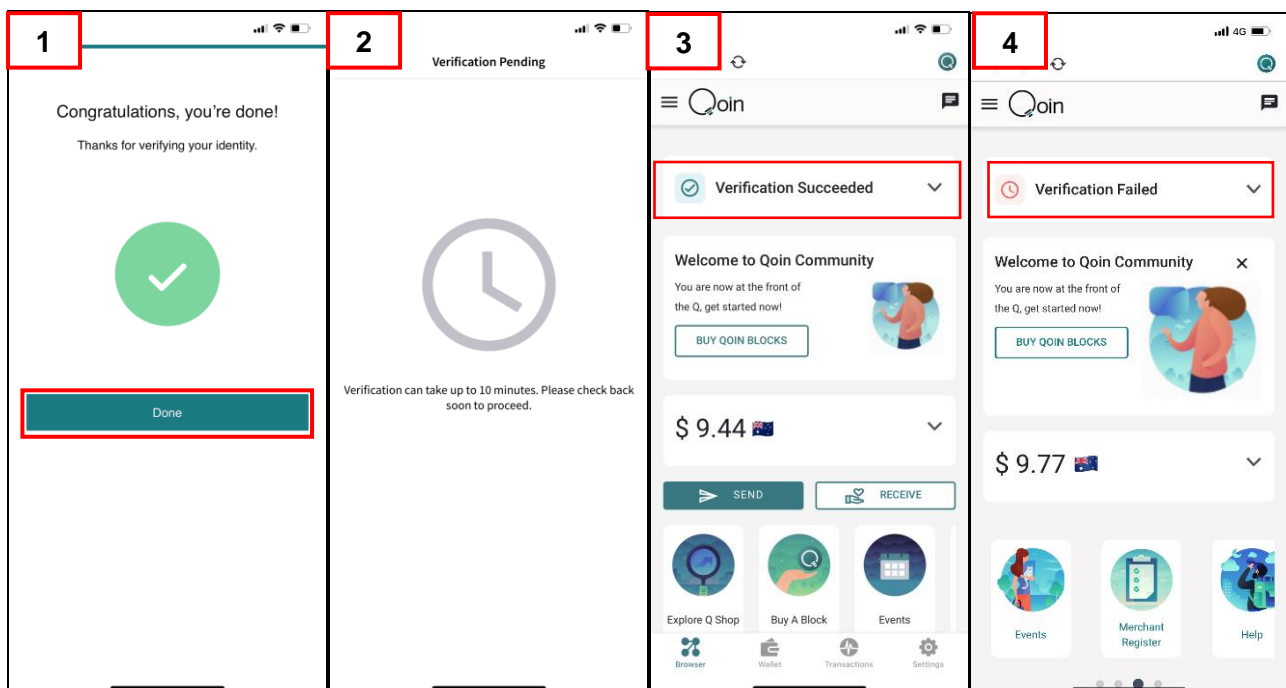 1
Congratulations, you're done!
Thanks for verifying your identity.
Done
2
Verification Pending
Verification can take up to 10 minutes. Please check back
soon to proceed.
3
Qoin
Verification Succeeded
Welcome to Qoin Community
You are now at the front of
the Q, get started now!
BUY QOIN BLOCKS
$ 9.44
SEND
RECEIVE
Explore Q Shop
Buy A Block
Events
Browser
Wallet
Transactions
Settings
4
4G
Qoin
Verification Failed
Welcome to Qoin Community
You are now at the front of
the Q, get started now!
BUY QOIN BLOCKS
$ 9.77
Events
Merchant
Register
Help